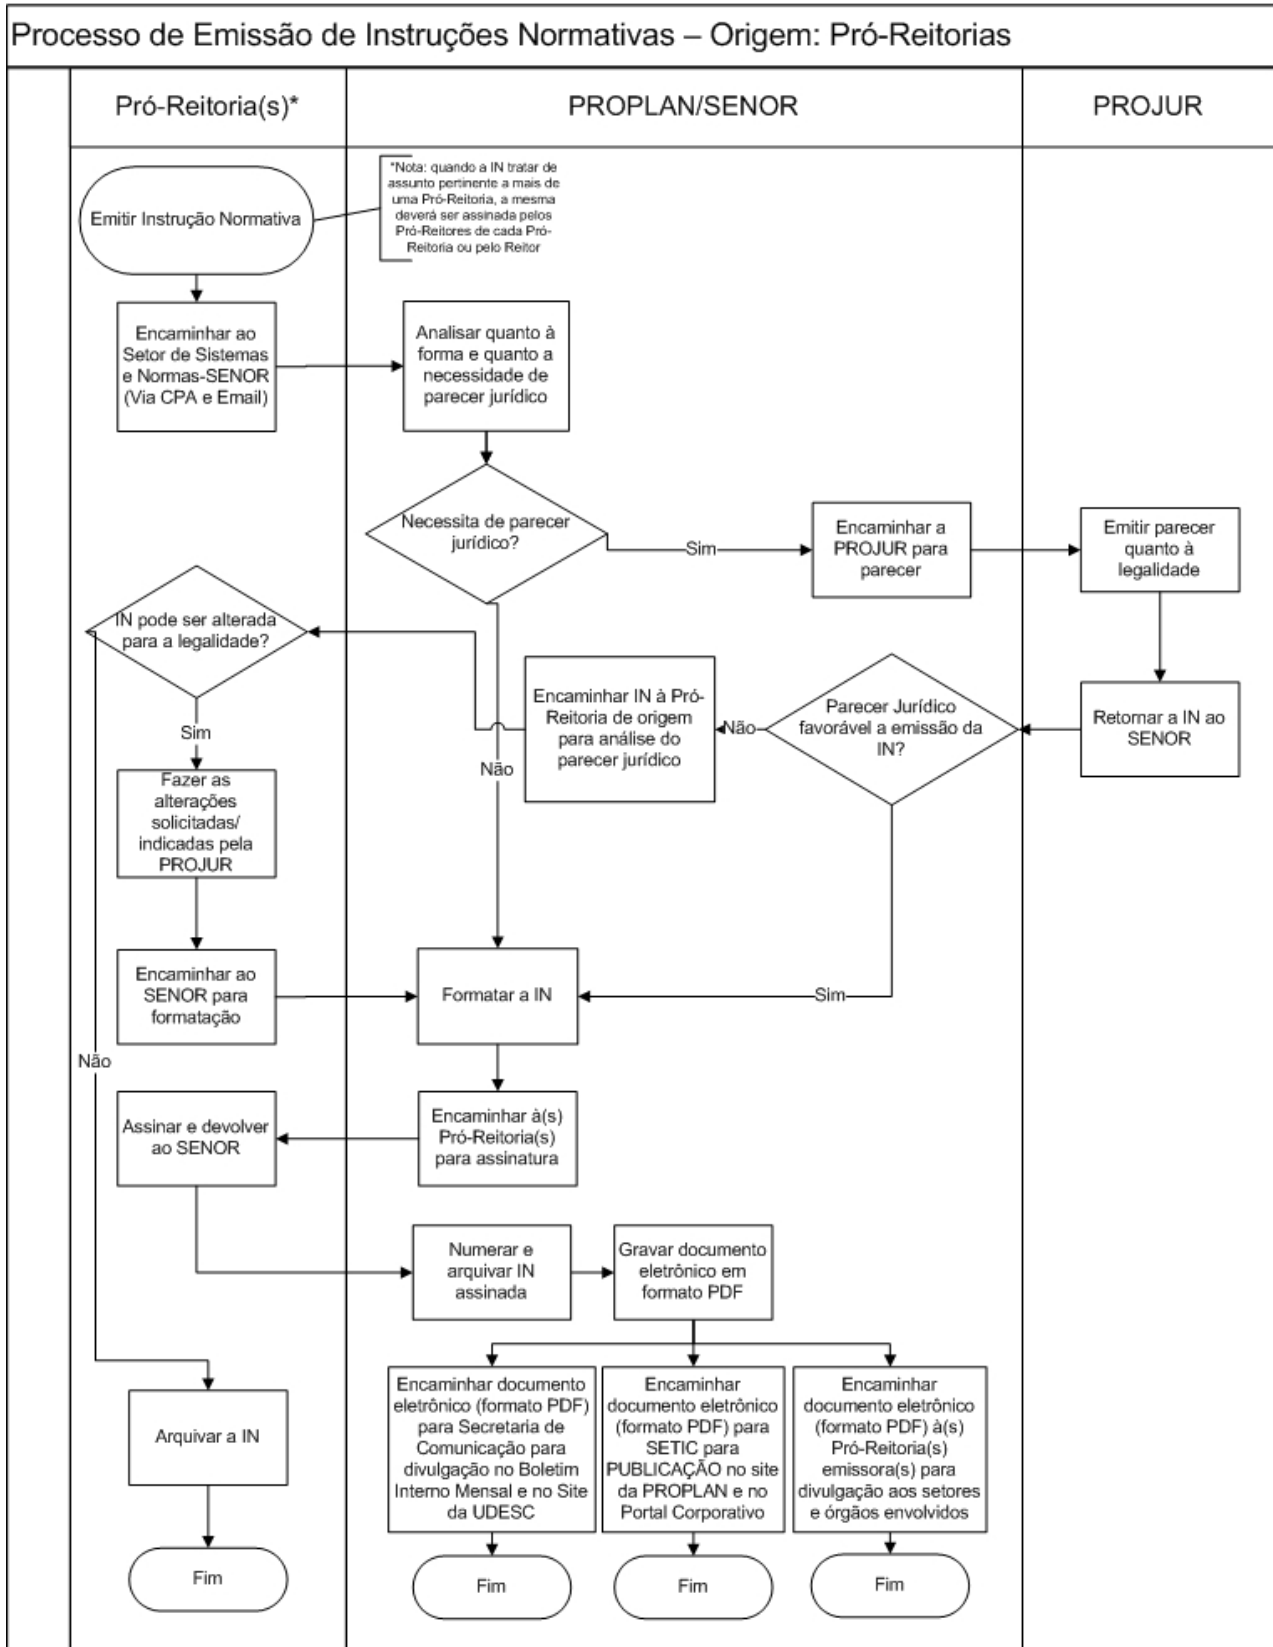 Processo de Emissão de Instruções Normativas – Origem: Pró-Reitorias
Pró-Reitoria(s)*
PROPLAN/SENOR
PROJUR
Emitir Instrução Normativa
*Nota: quando a IN tratar de
assunto pertinente a mais de
uma Pró-Reitoria, a mesma
deverá ser assinada pelos
Pró-Reitores de cada Pró-
Reitoria ou pelo Reitor
Encaminhar ao
Setor de Sistemas
e Normas-SENOR
(Via CPA e Email)
Analisar quanto à
forma e quanto a
necessidade de
parecer jurídico
Necessita de parecer
jurídico?
Sim
Encaminhar a
PROJUR para
parecer
Emitir parecer
quanto à
legalidade
IN pode ser alterada
para a legalidade?
Encaminhar IN à Pró-
Reitoria de origem
para análise do
parecer jurídico
Não
Parecer Jurídico
favorável a emissão da
IN?
Retornar a IN ao
SENOR
Sim
Não
Fazer as
alterações
solicitadas/
indicadas pela
PROJUR
Encaminhar ao
SENOR para
formatação
Formatar a IN
Sim
Não
Assinar e devolver
ao SENOR
Encaminhar à(s)
Pró-Reitoria(s)
para assinatura
Numerar e
arquivar IN
assinada
Gravar documento
eletrônico em
formato PDF
Arquivar a IN
Encaminhar documento
eletrônico (formato PDF)
para Secretaria de
Comunicação para
divulgação no Boletim
Interno Mensal e no Site
da UDESC
Encaminhar
documento eletrônico
(formato PDF) para
SETIC para
PUBLICAÇÃO no site
da PROPLAN e no
Portal Corporativo
Encaminhar
documento eletrônico
(formato PDF) à(s)
Pró-Reitoria(s)
emissora(s) para
divulgação aos setores
e órgãos envolvidos
Fim
Fim
Fim
Fim